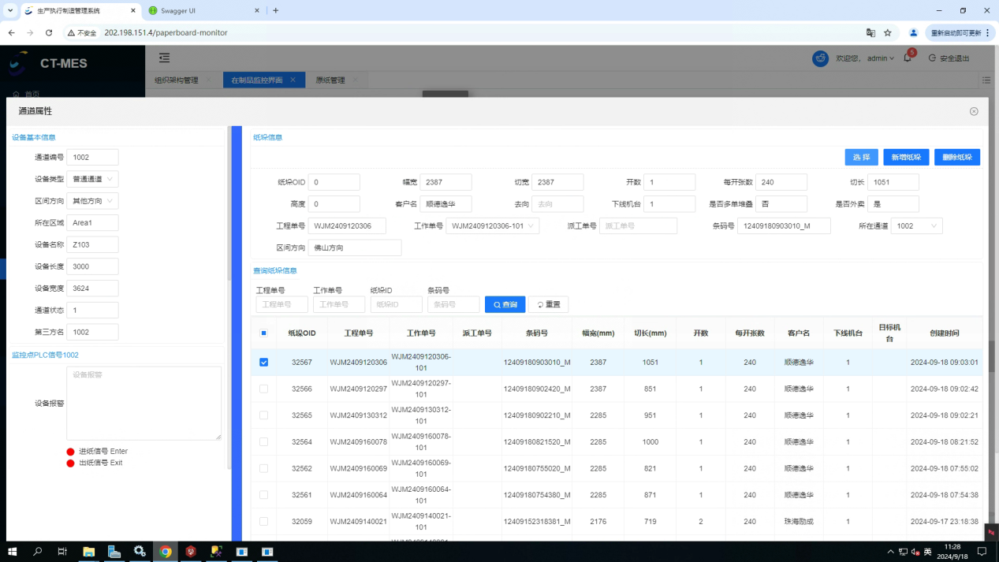 生产执行制造管理系统
Swagger UI
不安全 202.198.151.4/paperboard-monitor
重新启动即可更新
CT-MES
欢迎您, admin
5
安全退出
组织架构管理 在制品监控界面 原纸管理
首页
通道属性
设备基本信息
通道编号 1002
设备类型 普通通道
区间方向 其他方向
所在区域 Area1
设备名称 Z103
设备长度 3000
设备宽度 3624
通道状态 1
第三方名 1002
监控点PLC信号1002
设备报警 设备报警
进纸信号 Enter
出纸信号 Exit
纸垛信息
选 择 新增纸垛 删除纸垛
纸垛OID 0 幅宽 2387 切宽 2387 开数 1 每开张数 240 切长 1051
高度 0 客户名 顺德逸华 去向 去向 下线机台 1 是否多单堆叠 否 是否外卖 是
工程单号 WJM2409120306 工作单号 WJM2409120306-101 派工单号 派工单号 条码号 12409180903010_M 所在通道 1002
区间方向 佛山方向
查询纸垛信息
工程单号 工作单号 纸垛ID 条码号
工程单号 工作单号 纸垛ID 条码号 查询 重置
纸垛OID 工程单号 工作单号 派工单号 条码号 幅宽(mm) 切长(mm) 开数 每开张数 客户名 下线机台 目标机台 创建时间
32567 WJM2409120306 WJM2409120306-101 12409180903010_M 2387 1051 1 240 顺德逸华 1 2024-09-18 09:03:01
32566 WJM2409120297 WJM2409120297-101 12409180902420_M 2387 851 1 240 顺德逸华 1 2024-09-18 09:02:42
32565 WJM2409130312 WJM2409130312-101 12409180902210_M 2285 951 1 240 顺德逸华 1 2024-09-18 09:02:21
32564 WJM2409160078 WJM2409160078-101 12409180821520_M 2285 1000 1 240 顺德逸华 1 2024-09-18 08:21:52
32562 WJM2409160069 WJM2409160069-101 12409180755020_M 2285 821 1 240 顺德逸华 1 2024-09-18 07:55:02
32561 WJM2409160064 WJM2409160064-101 12409180754380_M 2285 871 1 240 顺德逸华 1 2024-09-18 07:54:38
32059 WJM2409140021 WJM2409140021-101 12409152318381_M 2176 719 2 240 珠海励成 1 2024-09-17 23:18:38
英
11:28
2024/9/18